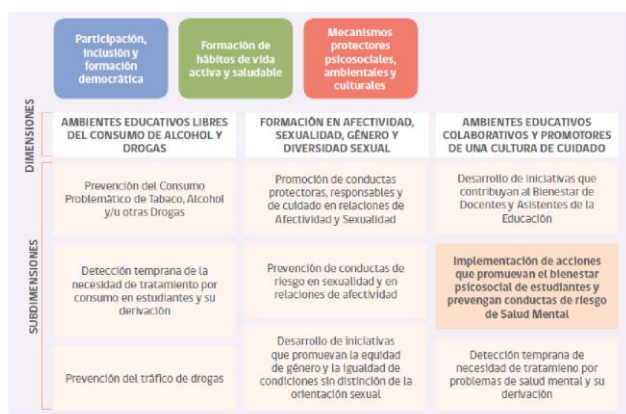 Participación,
inclusión y
formación
democrática
Formación de
hábitos de vida
activa y saludable
Mecanismos
protectores
psicosociales,
ambientales y
culturales
DIMENSIONES
AMBIENTES EDUCATIVOS LIBRES
DEL CONSUMO DE ALCOHOL Y
DROGAS
FORMACIÓN EN AFECTIVIDAD,
SEXUALIDAD, GÉNERO Y
DIVERSIDAD SEXUAL
AMBIENTES EDUCATIVOS
COLABORATIVOS Y PROMOTORES
DE UNA CULTURA DE CUIDADO
SUBDIMENSIONES
Prevención del Consumo
Problemático de Tabaco, Alcohol
y/u otras Drogas
Promoción de conductas
protectoras, responsables y
de cuidado en relaciones de
Afectividad y Sexualidad
Desarrollo de iniciativas que
contribuyan al Bienestar de
Docentes y Asistentes de la
Educación
Detección temprana de la
necesidad de tratamiento por
consumo en estudiantes y su
derivación
Prevención de conductas de
riesgo en sexualidad y en
relaciones de afectividad
Implementación de acciones
que promuevan el bienestar
psicosocial de estudiantes y
prevengan conductas de riesgo
de Salud Mental
Prevención del tráfico de drogas
Desarrollo de iniciativas
que promuevan la equidad
de género y la igualdad de
condiciones sin distinción de la
orientación sexual
Detección temprana de
necesidad de tratamieno por
problemas de salud mental y su
derivación